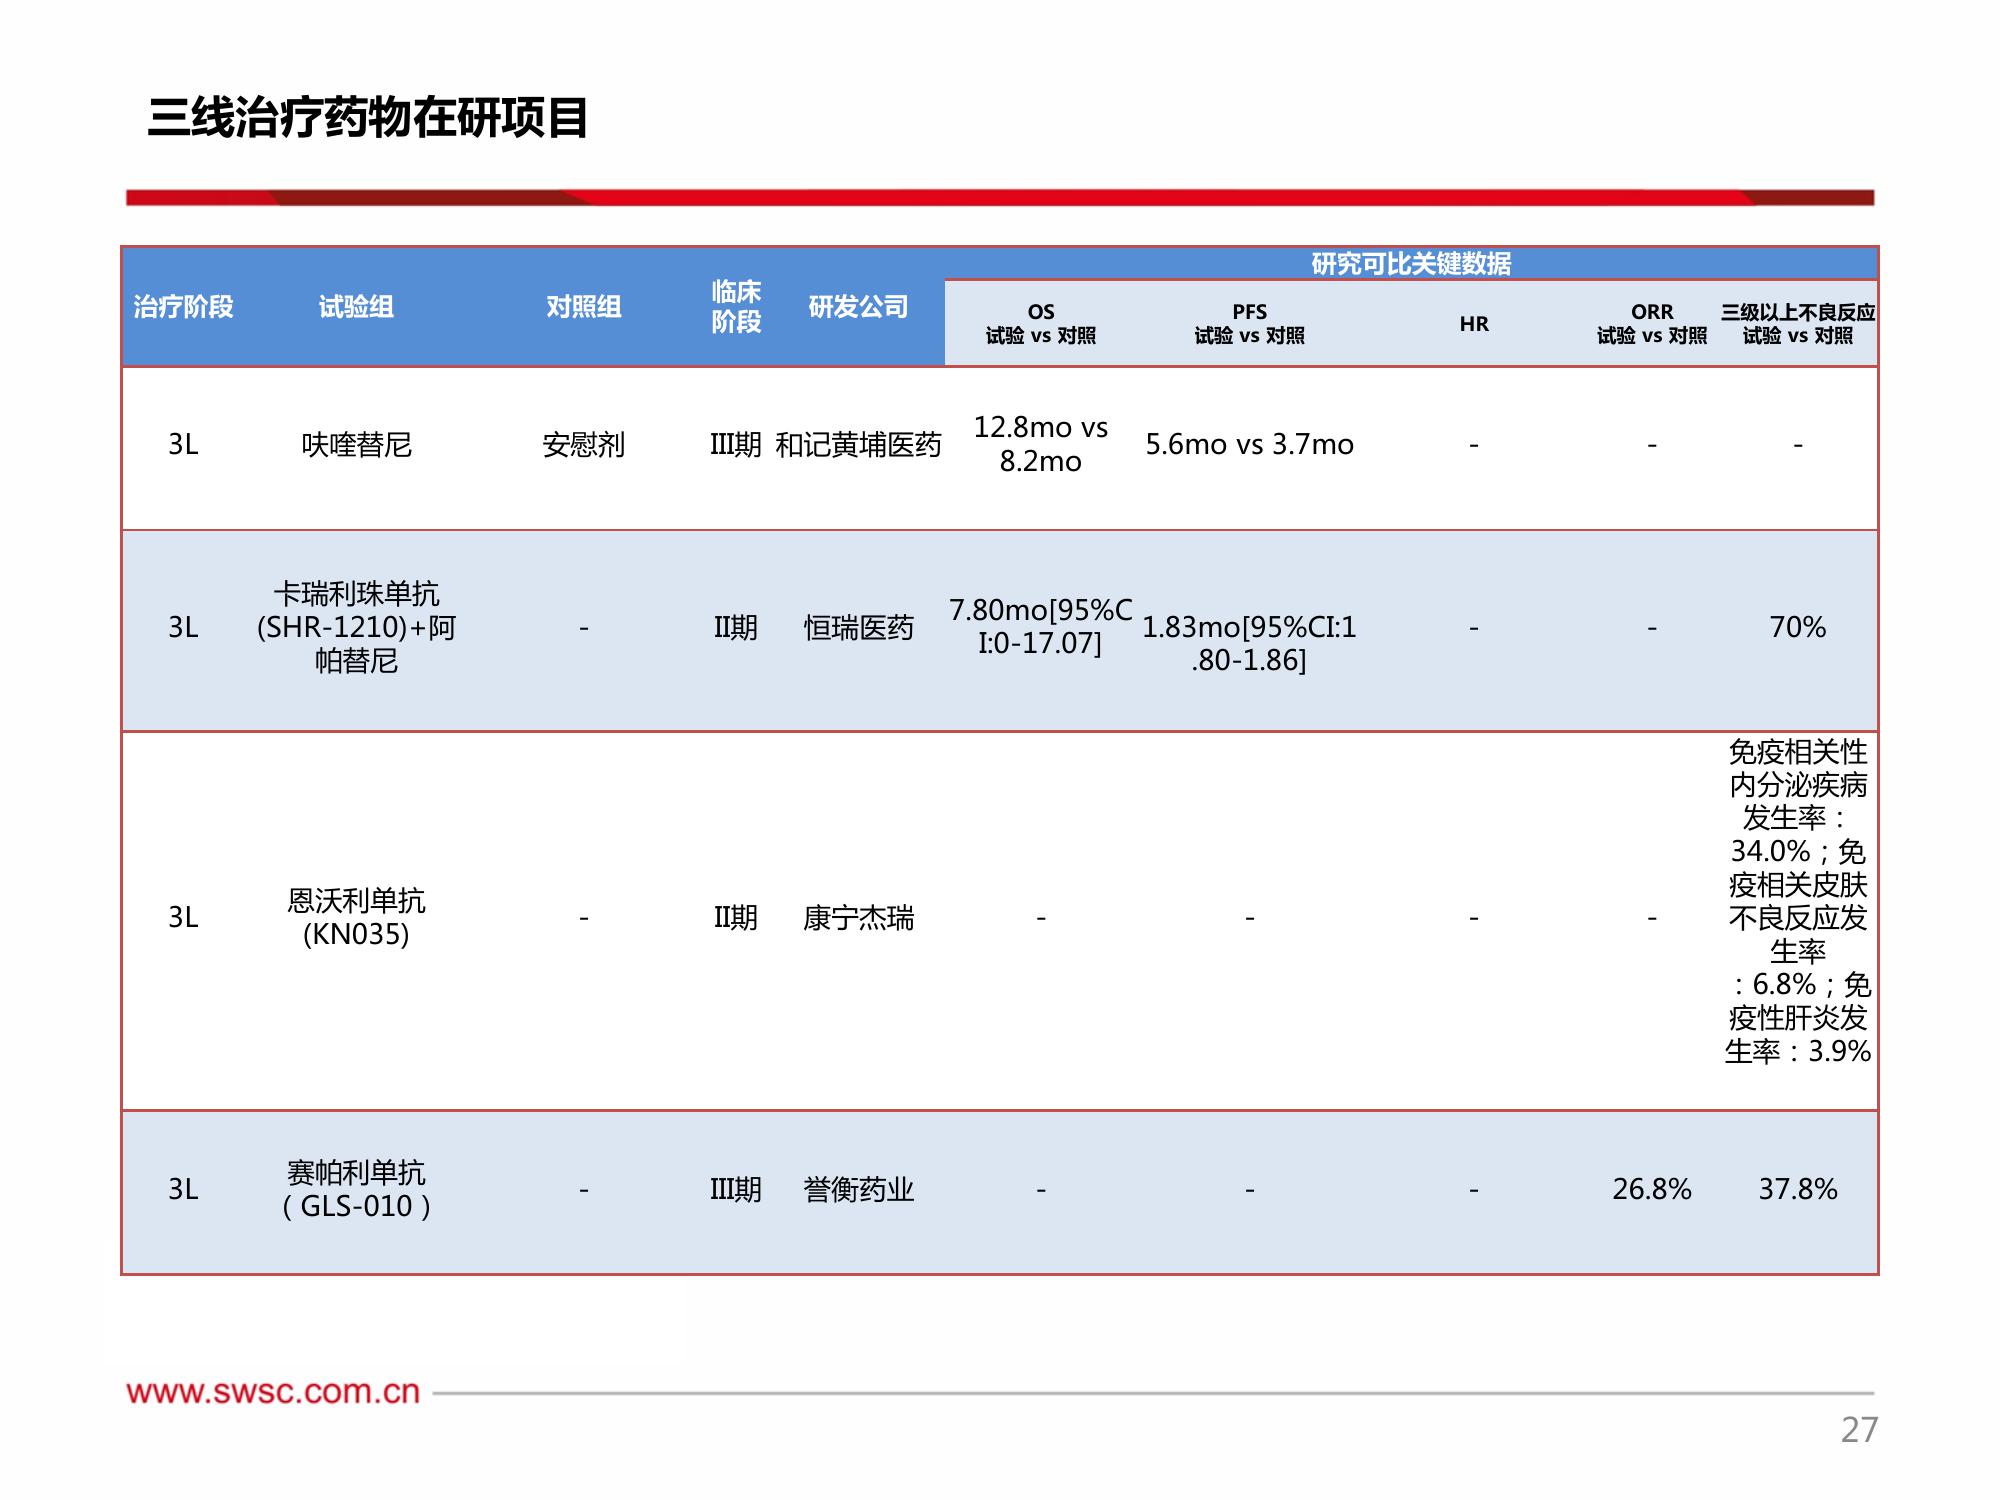 三线治疗药物在研项目
研究可比关键数据
治疗阶段
试验组
对照组
临床
阶段
研发公司
OS
试验 vs 对照
PFS
试验 vs 对照
HR
ORR
试验 vs 对照
三级以上不良反应
试验 vs 对照
3L
呋喹替尼
安慰剂
III期
和记黄埔医药
12.8mo vs
8.2mo
5.6mo vs 3.7mo
-
-
-
3L
卡瑞利珠单抗
(SHR-1210)+阿
帕替尼
-
II期
恒瑞医药
7.80mo[95%C
I:0-17.07]
1.83mo[95%CI:1
.80-1.86]
-
-
70%
3L
恩沃利单抗
(KN035)
-
II期
康宁杰瑞
-
-
-
-
免疫相关性
内分泌疾病
发生率：
34.0%；免
疫相关皮肤
不良反应发
生率
：6.8%；免
疫性肝炎发
生率：3.9%
3L
赛帕利单抗
（GLS-010）
-
III期
誉衡药业
-
-
-
26.8%
37.8%
www.swsc.com.cn
27